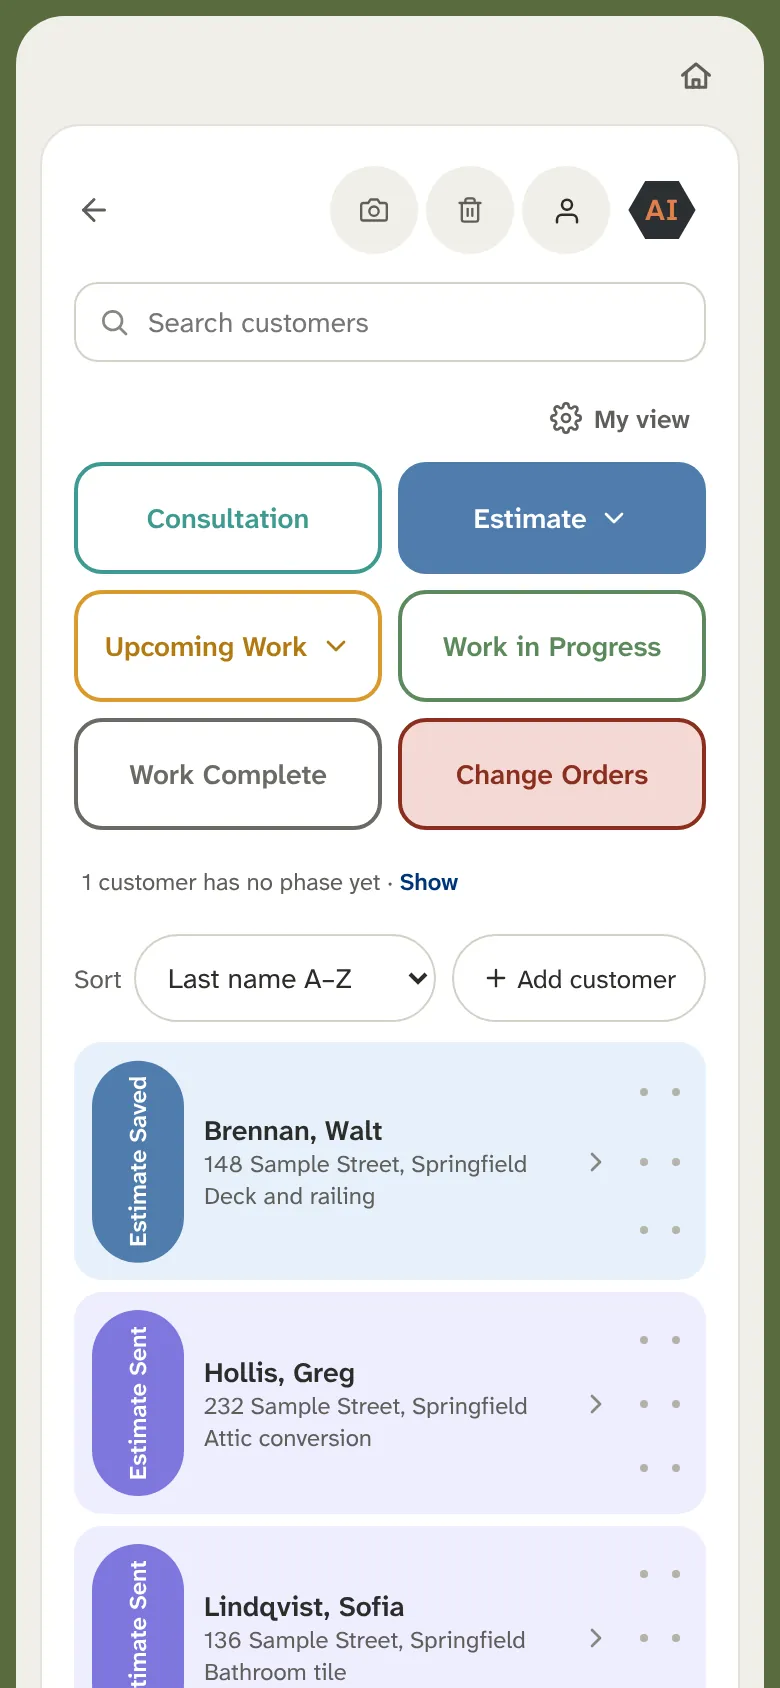 AI
Search customers
My view
Consultation
Estimate
Upcoming Work
Work in Progress
Work Complete
Change Orders
1 customer has no phase yet · Show
Sort
Last name A–Z
+ Add customer
Estimate Saved
Brennan, Walt
148 Sample Street, Springfield
Deck and railing
Estimate Sent
Hollis, Greg
232 Sample Street, Springfield
Attic conversion
timate Sent
Lindqvist, Sofia
136 Sample Street, Springfield
Bathroom tile